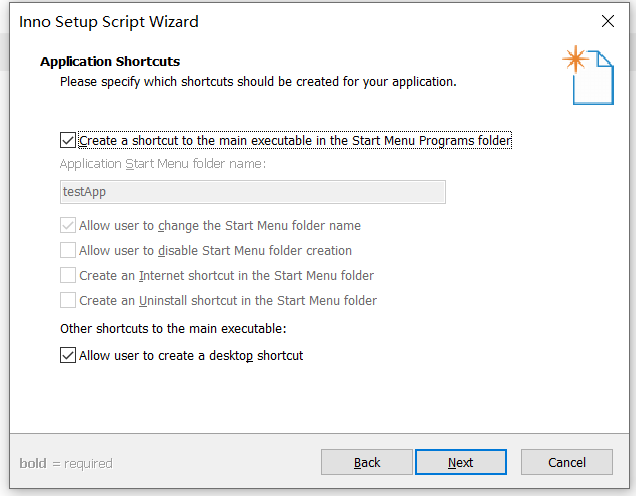 Inno Setup Script Wizard
Application Shortcuts
Please specify which shortcuts should be created for your application.
Create a shortcut to the main executable in the Start Menu Programs folder
Application Start Menu folder name:
testApp
Allow user to change the Start Menu folder name
Allow user to disable Start Menu folder creation
Create an Internet shortcut in the Start Menu folder
Create an Uninstall shortcut in the Start Menu folder
Other shortcuts to the main executable:
Allow user to create a desktop shortcut
bold = required
Back
Next
Cancel